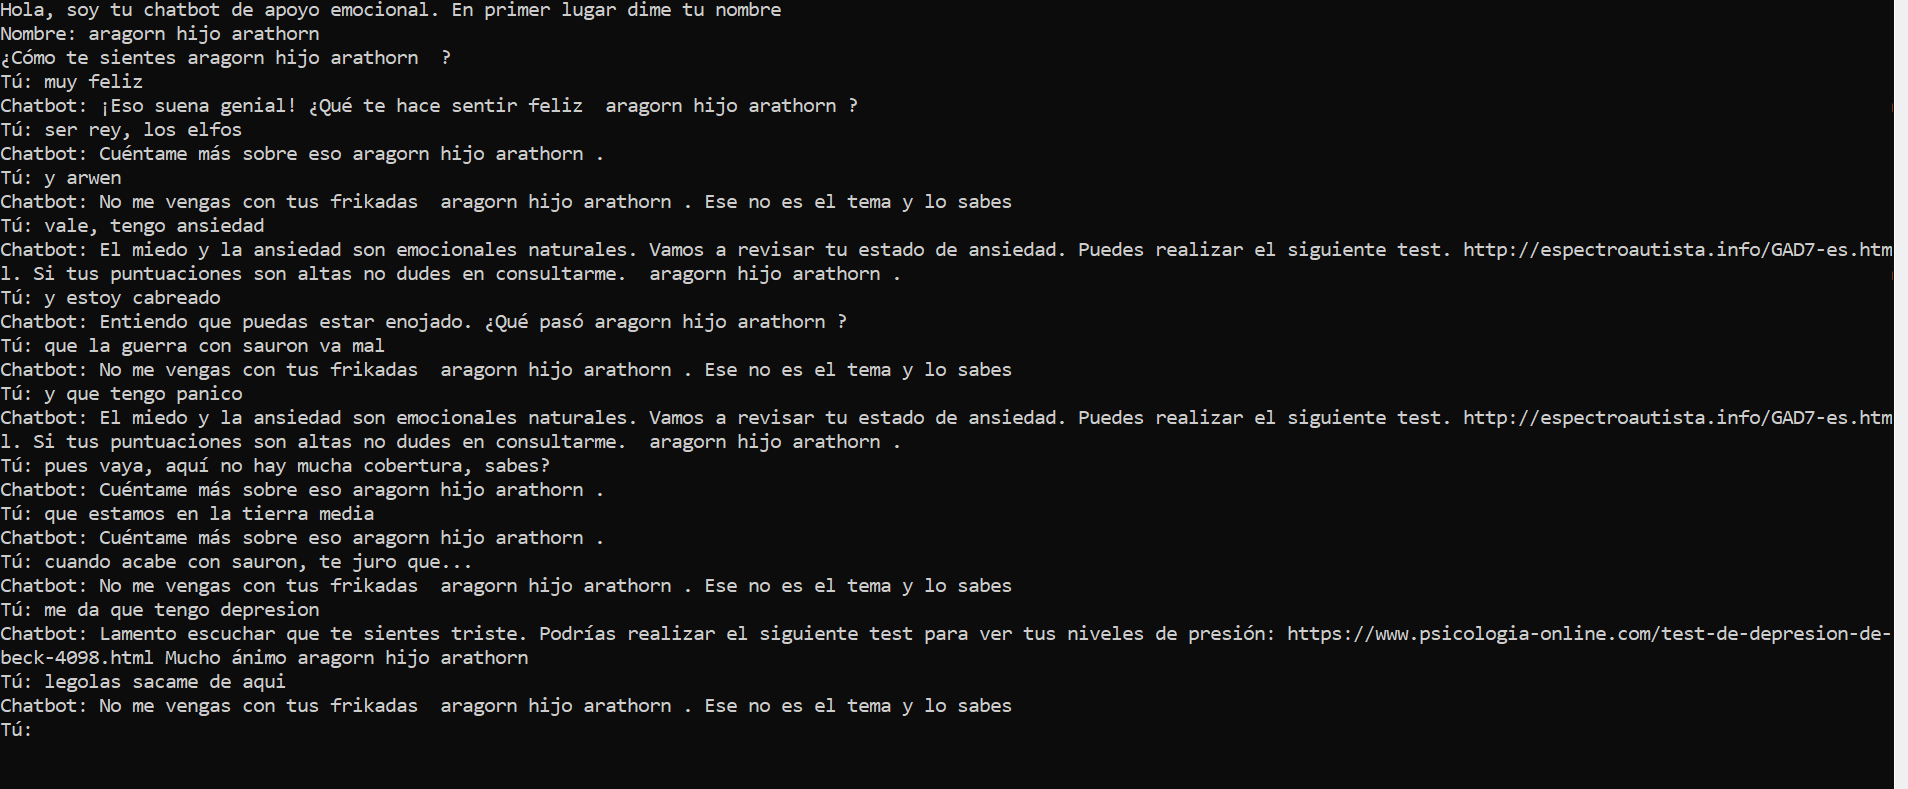 Hola, soy tu chatbot de apoyo emocional. En primer lugar dime tu nombre
Nombre: aragorn hijo arathorn
¿Cómo te sientes aragorn hijo arathorn  ?
Tú: muy feliz
Chatbot: ¡Eso suena genial! ¿Qué te hace sentir feliz  aragorn hijo arathorn ?
Tú: ser rey, los elfos
Chatbot: Cuéntame más sobre eso aragorn hijo arathorn .
Tú: y arwen
Chatbot: No me vengas con tus frikadas  aragorn hijo arathorn . Ese no es el tema y lo sabes
Tú: vale, tengo ansiedad
Chatbot: El miedo y la ansiedad son emocionales naturales. Vamos a revisar tu estado de ansiedad. Puedes realizar el siguiente test. http://espectroautista.info/GAD7-es.htm
l. Si tus puntuaciones son altas no dudes en consultarme.  aragorn hijo arathorn .
Tú: y estoy cabreado
Chatbot: Entiendo que puedas estar enojado. ¿Qué pasó aragorn hijo arathorn ?
Tú: que la guerra con sauron va mal
Chatbot: No me vengas con tus frikadas  aragorn hijo arathorn . Ese no es el tema y lo sabes
Tú: y que tengo panico
Chatbot: El miedo y la ansiedad son emocionales naturales. Vamos a revisar tu estado de ansiedad. Puedes realizar el siguiente test. http://espectroautista.info/GAD7-es.htm
l. Si tus puntuaciones son altas no dudes en consultarme.  aragorn hijo arathorn .
Tú: pues vaya, aquí no hay mucha cobertura, sabes?
Chatbot: Cuéntame más sobre eso aragorn hijo arathorn .
Tú: que estamos en la tierra media
Chatbot: Cuéntame más sobre eso aragorn hijo arathorn .
Tú: cuando acabe con sauron, te juro que...
Chatbot: No me vengas con tus frikadas  aragorn hijo arathorn . Ese no es el tema y lo sabes
Tú: me da que tengo depresion
Chatbot: Lamento escuchar que te sientes triste. Podrías realizar el siguiente test para ver tus niveles de presión: https://www.psicologia-online.com/test-de-depresion-de-
beck-4098.html Mucho ánimo aragorn hijo arathorn
Tú: legolas sacame de aqui
Chatbot: No me vengas con tus frikadas  aragorn hijo arathorn . Ese no es el tema y lo sabes
Tú: